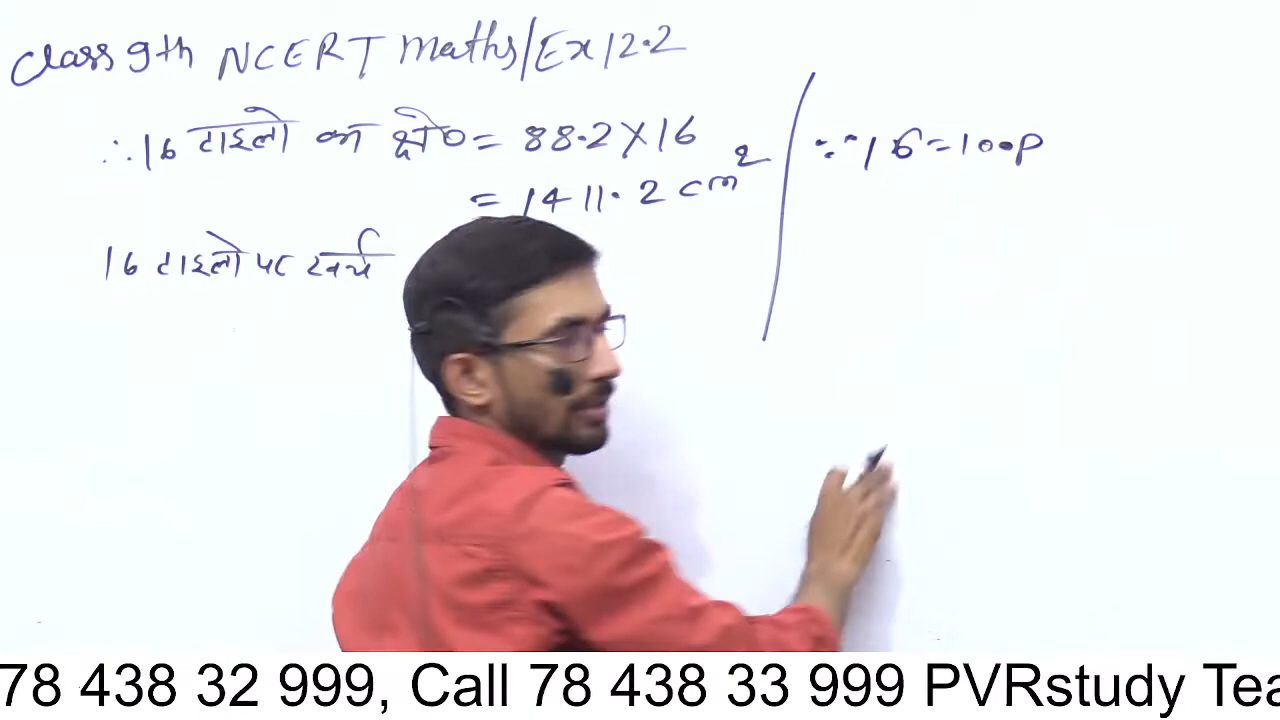 Class 9th NCERT Maths/Ex 12.2
∴ 16 टाइलो का क्षे० = 88.2 X 16
= 1411.2 cm²
16 टाइलो पर खर्च
∵ 1 ₹ = 100P
78 438 32 999, Call 78 438 33 999 PVRstudy Tea